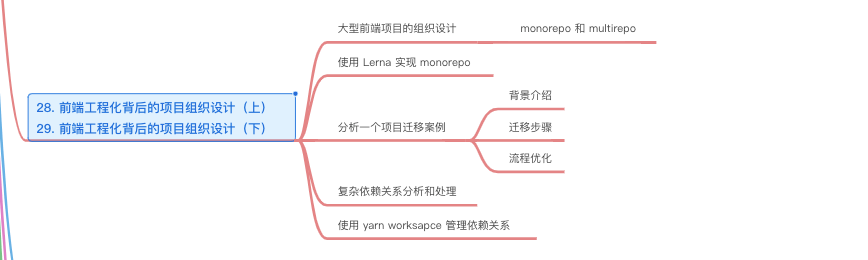 大型前端项目的组织设计
monorepo 和 multirepo
使用 Lerna 实现 monorepo
28. 前端工程化背后的项目组织设计（上）
29. 前端工程化背后的项目组织设计（下）
分析一个项目迁移案例
背景介绍
迁移步骤
流程优化
复杂依赖关系分析和处理
使用 yarn worksapce 管理依赖关系